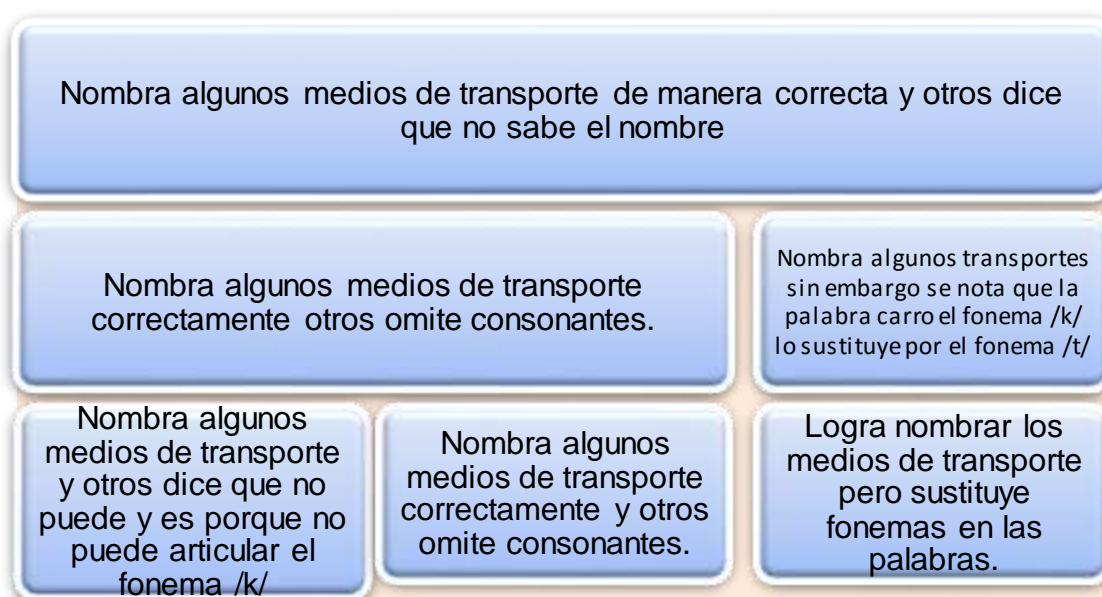 Nombra algunos medios de transporte de manera correcta y otros dice
que no sabe el nombre
Nombra algunos medios de transporte
correctamente otros omite consonantes.
Nombra algunos transportes
sin embargo se nota que la
palabra carro el fonema /k/
lo sustituye por el fonema /t/
Nombra algunos
medios de transporte
y otros dice que no
puede y es porque no
puede articular el
fonema /k/
Nombra algunos
medios de transporte
correctamente y otros
omite consonantes.
Logra nombrar los
medios de transporte
pero sustituye
fonemas en las
palabras.